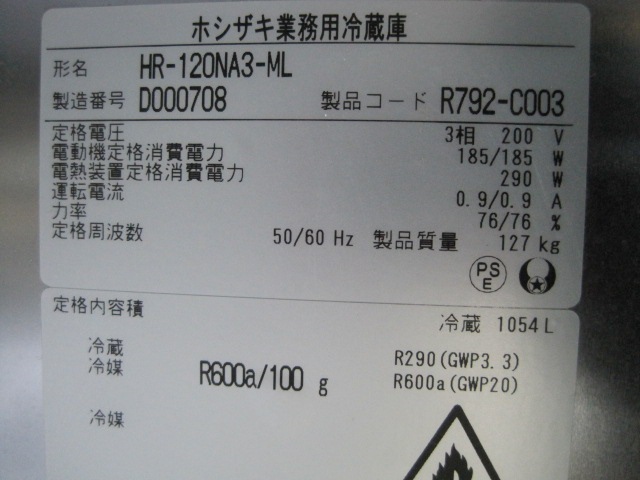 ホシザキ業務用冷蔵庫
形名 HR-120NA3-ML
製造番号 D000708 製品コード R792-C003
定格電圧 3相 200 V
電動機定格消費電力 185/185 W
電熱装置定格消費電力 290 W
運転電流 0.9/0.9 A
力率 76/76 %
定格周波数 50/60 Hz 製品質量 127 kg
PS
E
定格内容積 冷蔵 1054 L
冷蔵
冷媒 R600a/100 g R290(GWP3.3)
R600a(GWP20)
冷媒